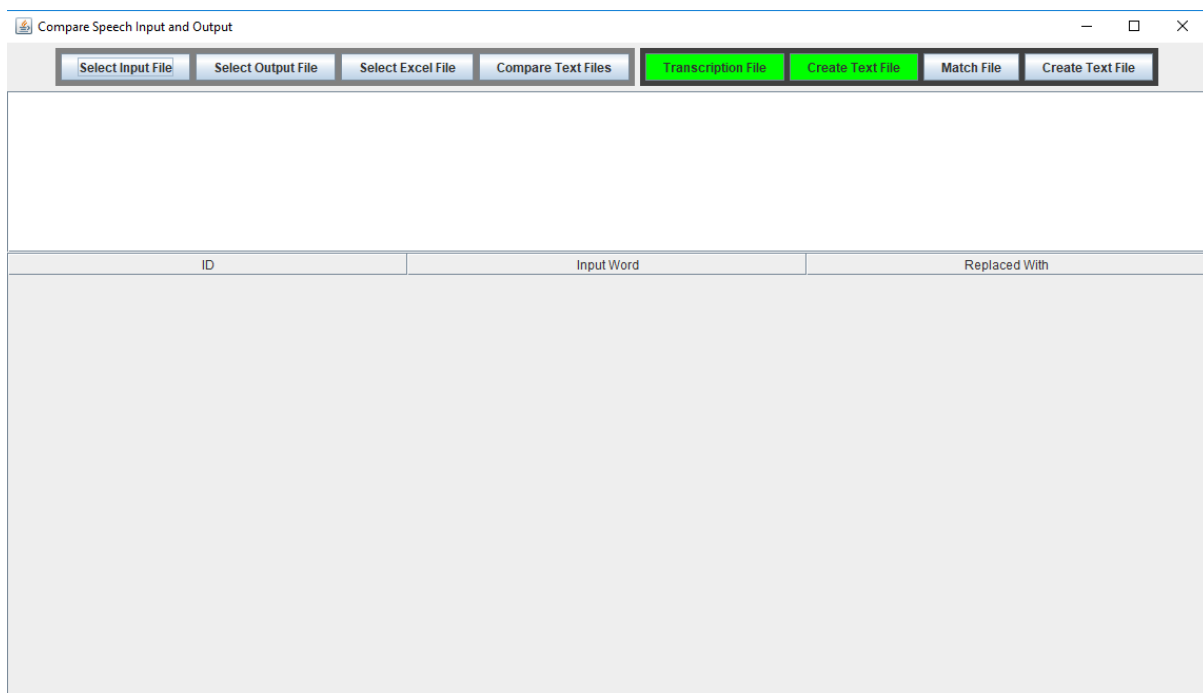 Compare Speech Input and Output
Select Input File Select Output File Select Excel File Compare Text Files Transcription File Create Text File Match File Create Text File
ID Input Word Replaced With